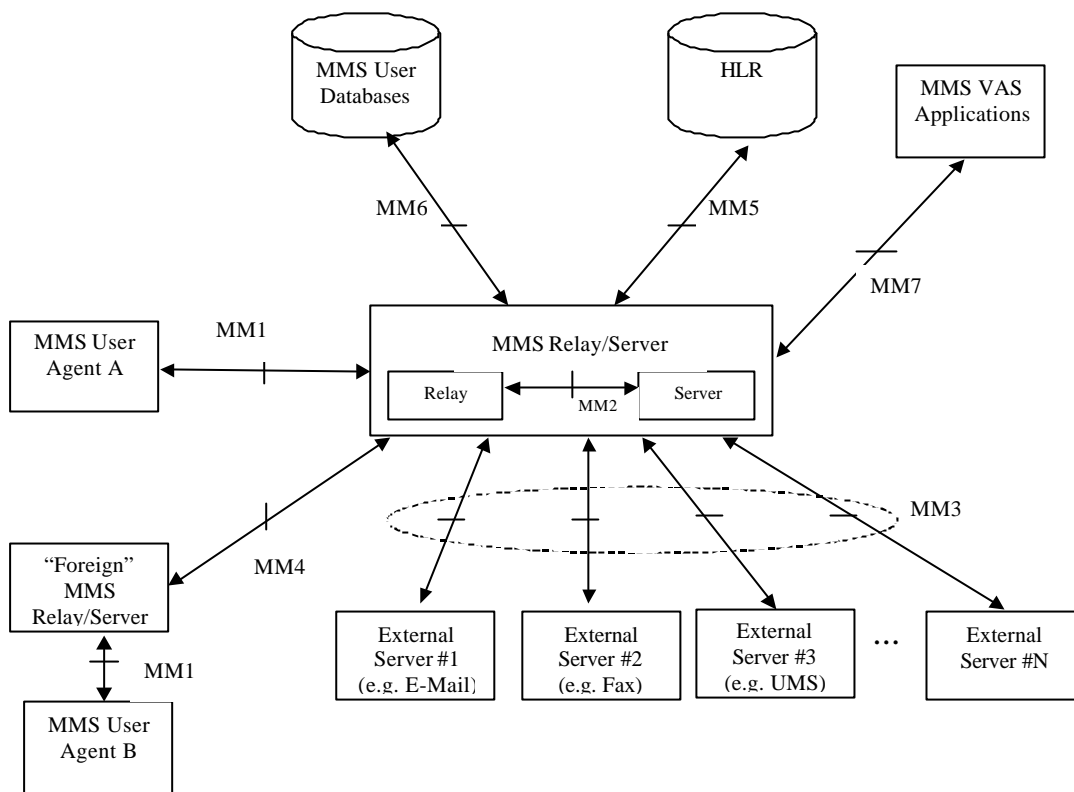 MMS User
Databases
HLR
MMS VAS
Applications
MM6
MM5
MM7
MM1
MMS User
Agent A
MMS Relay/Server
Relay
MM2
Server
MM3
MM4
“Foreign”
MMS
Relay/Server
MM1
MMS User
Agent B
External
Server #1
(e.g. E-Mail)
External
Server #2
(e.g. Fax)
External
Server #3
(e.g. UMS)
...
External
Server #N